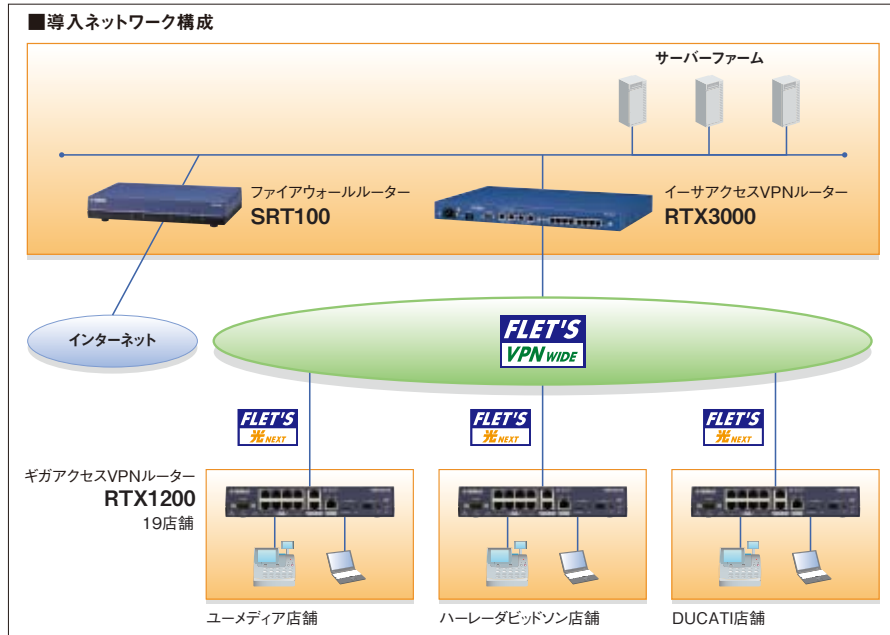 ■導入ネットワーク構成
サーバーファーム
ファイアウォールルーター
SRT100
イーサアクセスVPNルーター
RTX3000
インターネット
FLET'S
VPN WIDE
FLET'S
光NEXT
FLET'S
光NEXT
FLET'S
光NEXT
ギガアクセスVPNルーター
RTX1200
19店舗
ユーメディア店舗
ハーレーダビッドソン店舗
DUCATI店舗